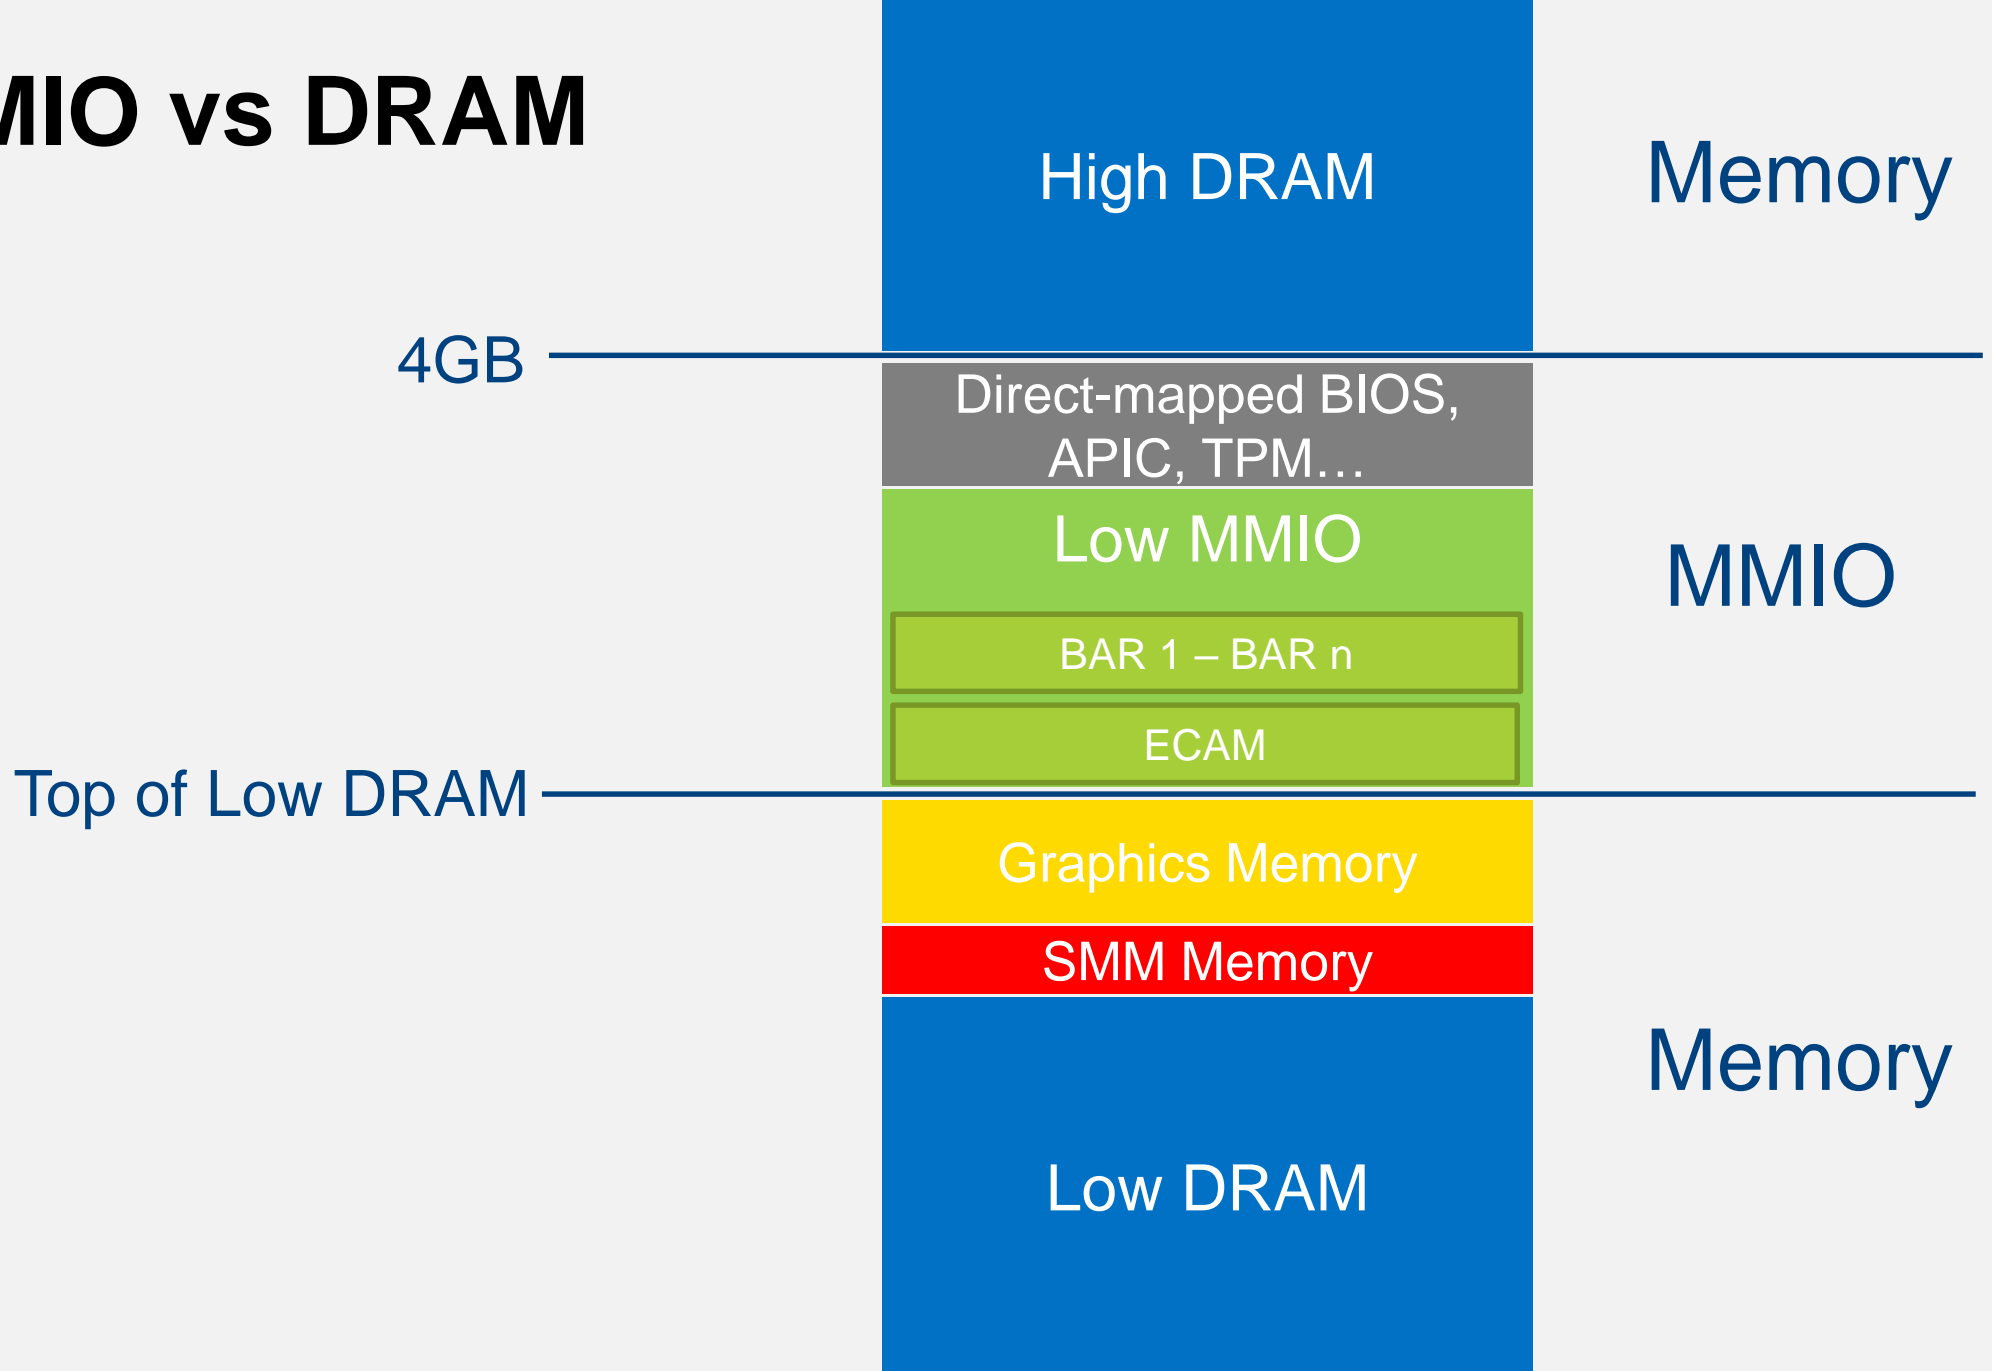 MIO vs DRAM
High DRAM
Memory
4GB
Direct-mapped BIOS,
APIC, TPM…
Low MMIO
MMIO
BAR 1 – BAR n
ECAM
Top of Low DRAM
Graphics Memory
SMM Memory
Memory
Low DRAM